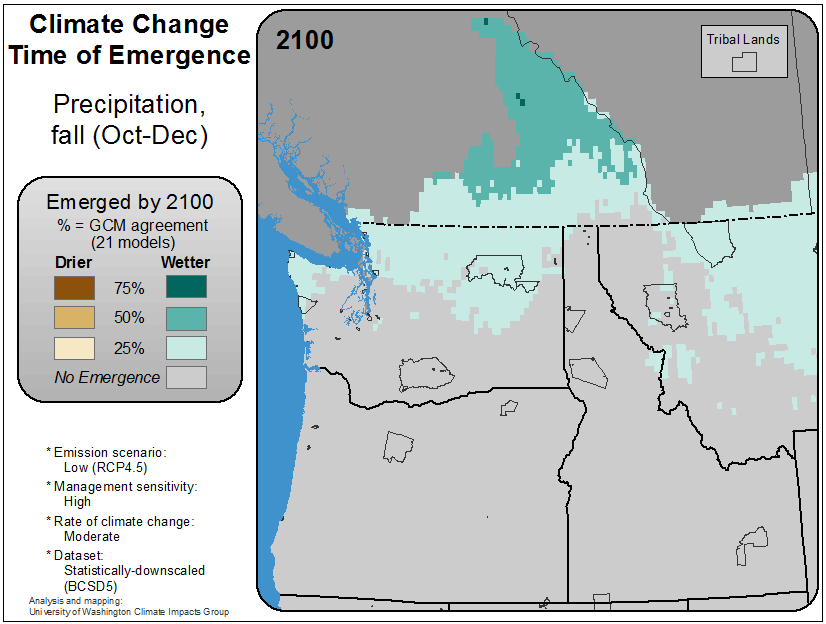 Climate Change
Time of Emergence
Precipitation,
fall (Oct-Dec)
Emerged by 2100
% = GCM agreement
(21 models)
Drier Wetter
75%
50%
25%
No Emergence
* Emission scenario:
Low (RCP4.5)
* Management sensitivity:
High
* Rate of climate change:
Moderate
* Dataset:
Statistically-downscaled
(BCSD5)
Analysis and mapping:
University of Washington Climate Impacts Group
2100
Tribal Lands